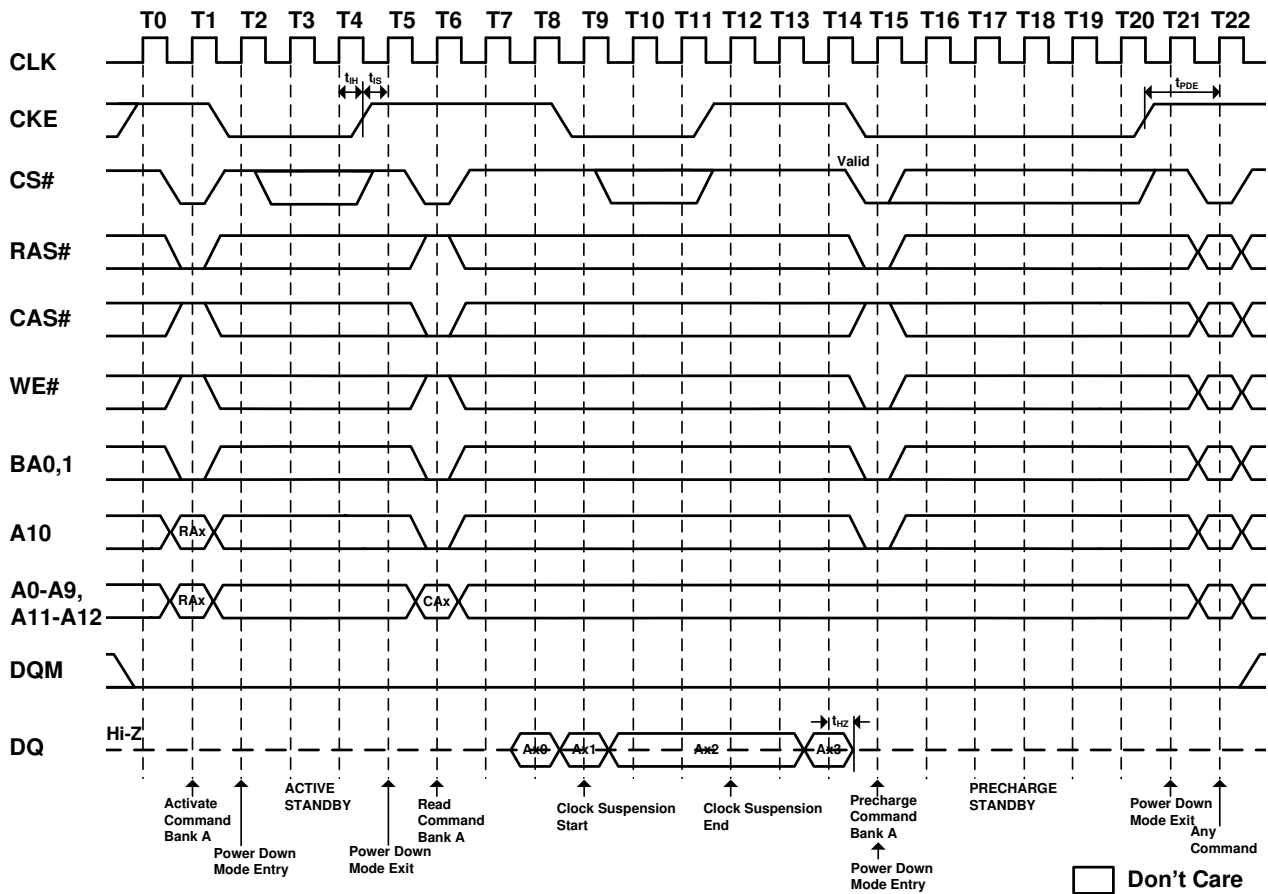 T0 T1 T2 T3 T4 T5 T6 T7 T8 T9 T10 T11 T12 T13 T14 T15 T16 T17 T18 T19 T20 T21 T22
CLK
tIH tIS
tPDE
CKE
Valid
CS#
RAS#
CAS#
WE#
BA0,1
A10
RAx
A0-A9,
A11-A12
RAx
CAx
DQM
Hi-Z
tHZ
DQ
Ax0 Ax1 Ax2 Ax3
Activate
Command
Bank A
Power Down
Mode Entry
ACTIVE
STANDBY
Power Down
Mode Exit
Read
Command
Bank A
Clock Suspension
Start
Clock Suspension
End
Precharge
Command
Bank A
Power Down
Mode Entry
PRECHARGE
STANDBY
Power Down
Mode Exit
Any
Command
Don't Care